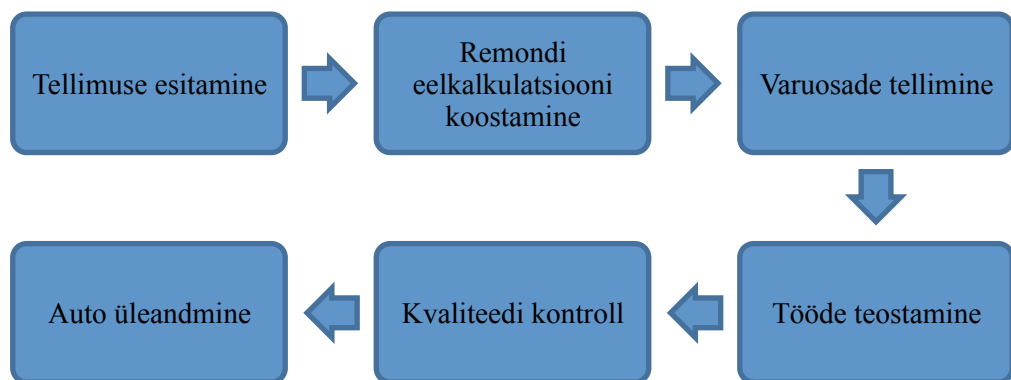 Tellimuse esitamine
Remondi
eelkalkulatsiooni
koostamine
Varuosade tellimine
Tööde teostamine
Kvaliteedi kontroll
Auto üleandmine